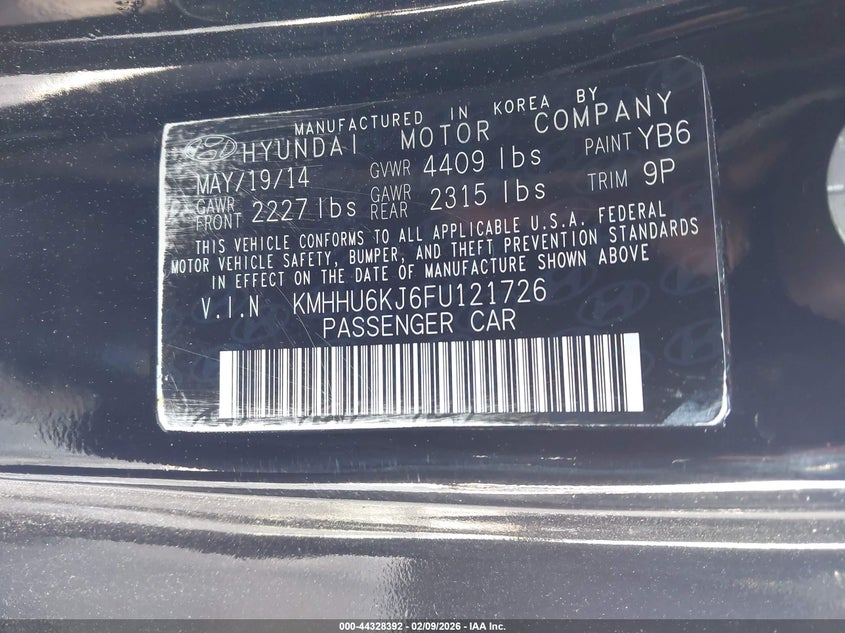 MANUFACTURED IN KOREA BY
HYUNDAI MOTOR COMPANY
MAY/19/14 GVWR 4409 lbs PAINT YB6
GAWR FRONT 2227 lbs GAWR REAR 2315 lbs TRIM 9P
THIS VEHICLE CONFORMS TO ALL APPLICABLE U.S.A. FEDERAL
MOTOR VEHICLE SAFETY, BUMPER, AND THEFT PREVENTION STANDARDS
IN EFFECT ON THE DATE OF MANUFACTURE SHOWN ABOVE
V.I.N KMHHU6KJ6FU121726
PASSENGER CAR
000-44328392 - 02/09/2026 - IAA Inc.